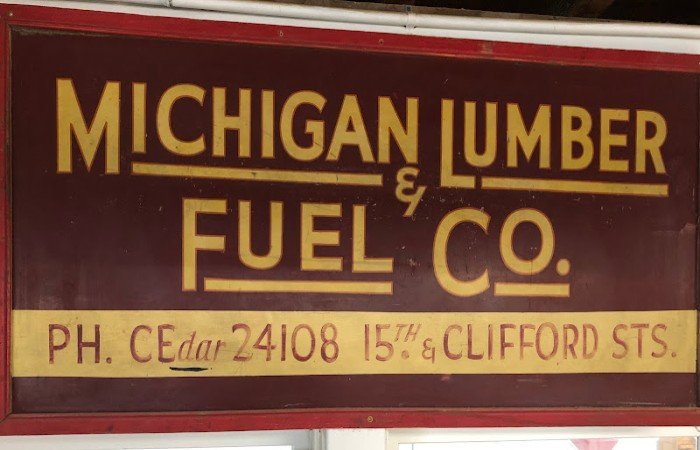 MICHIGAN LUMBER
&
FUEL CO.
PH. CEdar 24108 15TH. & CLIFFORD STS.